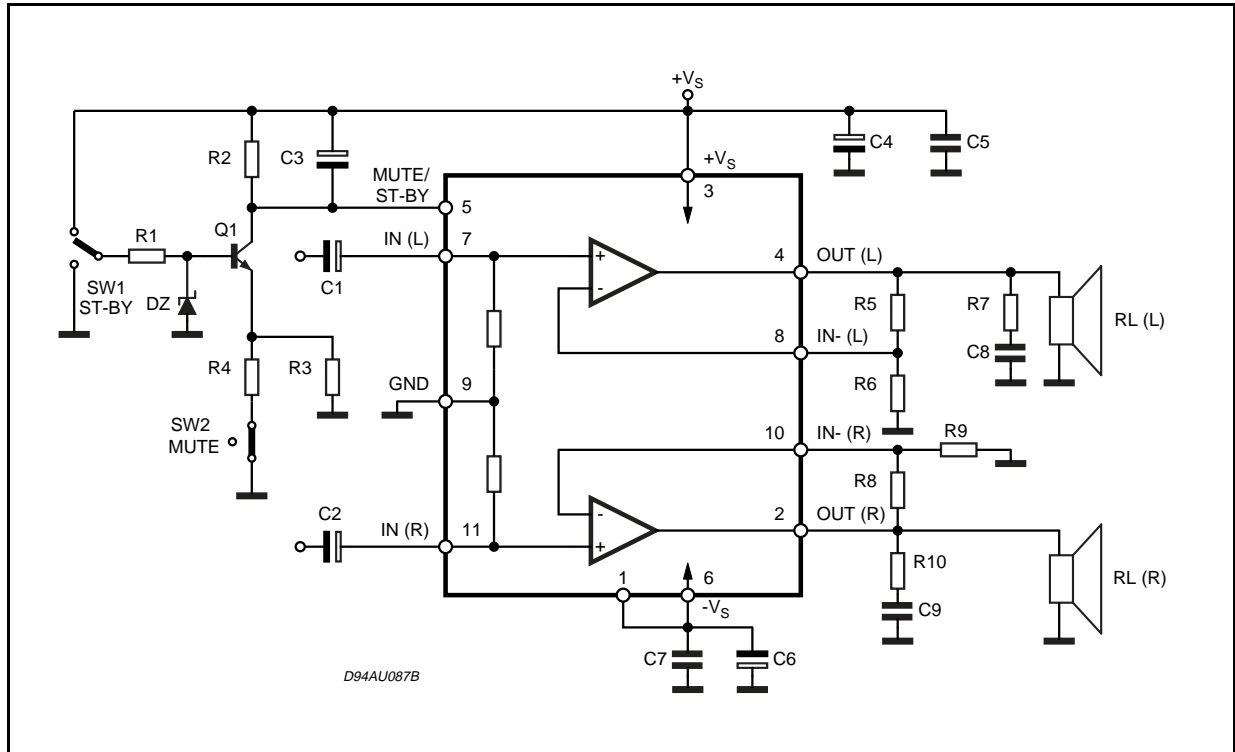 +VS
R2
C3
C4
C5
MUTE/
ST-BY
+VS
3
5
R1
Q1
IN (L)
7
SW1
ST-BY
DZ
C1
4
OUT (L)
R5
R7
RL (L)
8
IN- (L)
C8
R4
R3
GND
9
R6
SW2
MUTE
10
IN- (R)
R9
R8
C2
IN (R)
11
2
OUT (R)
R10
RL (R)
1
6
-VS
C9
C7
C6
D94AU087B